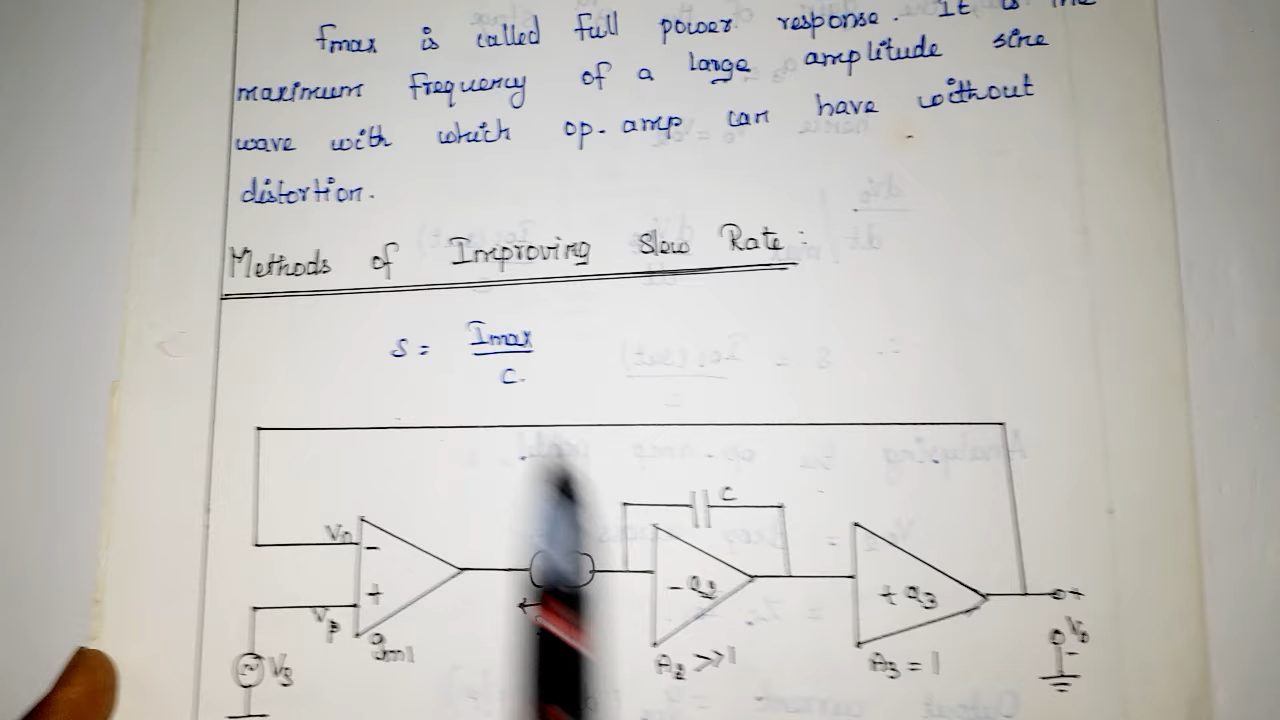 fmax is called full power response. It is the
maximum frequency of a large amplitude sine
wave with which op-amp can have without
distortion.
Methods of Improving Slew Rate:
S = Imax
C.
C
Vn
-
+
Vp
gm1
Vs
- a2
A2 >> 1
+ a3
A3 = 1
+
Vo
-